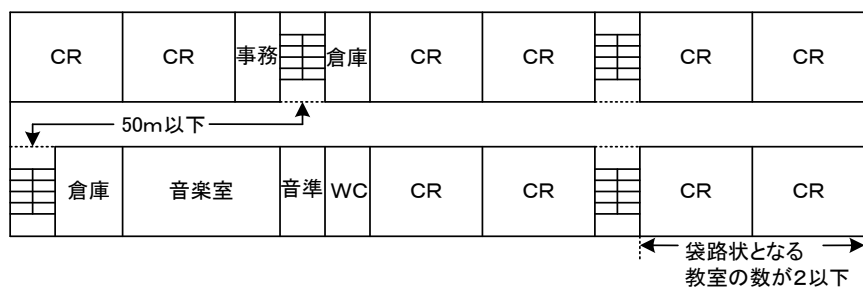 CR CR 事務 倉庫 CR CR CR CR
50m以下
倉庫 音楽室 音準 WC CR CR CR CR
袋路状となる
教室の数が2以下